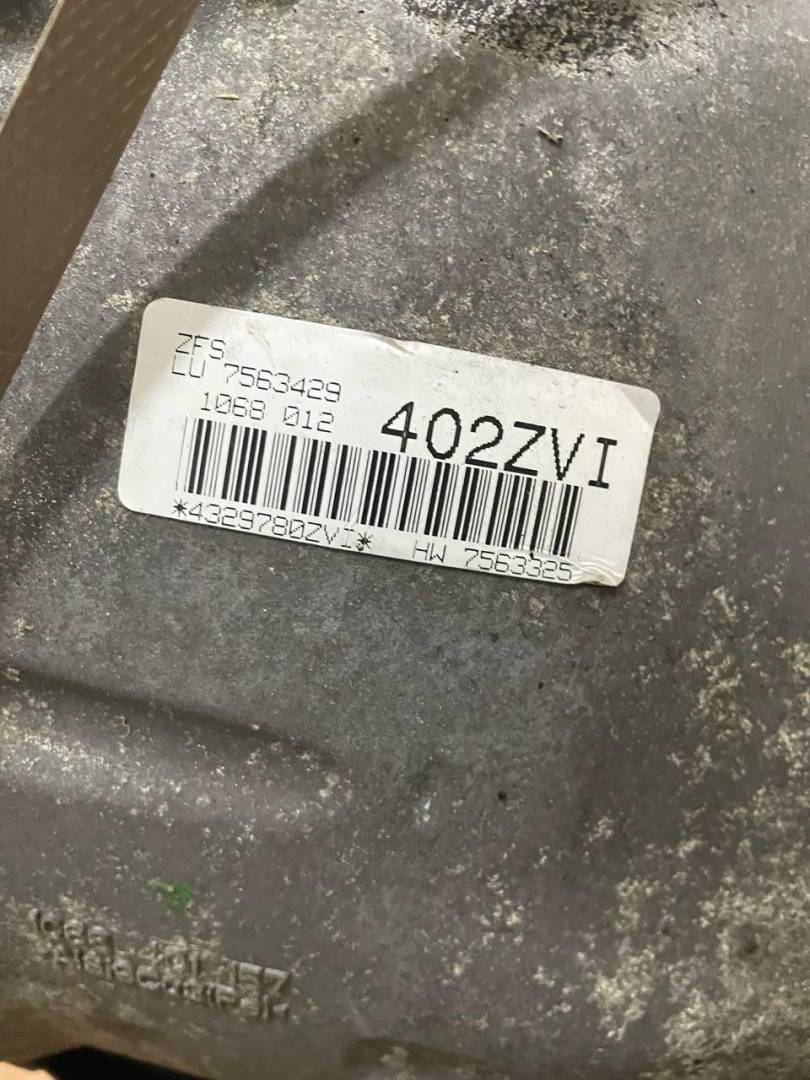 ZFS
LU 7563429
1068 012
402ZVI
*4329780ZVI* HW 7563325